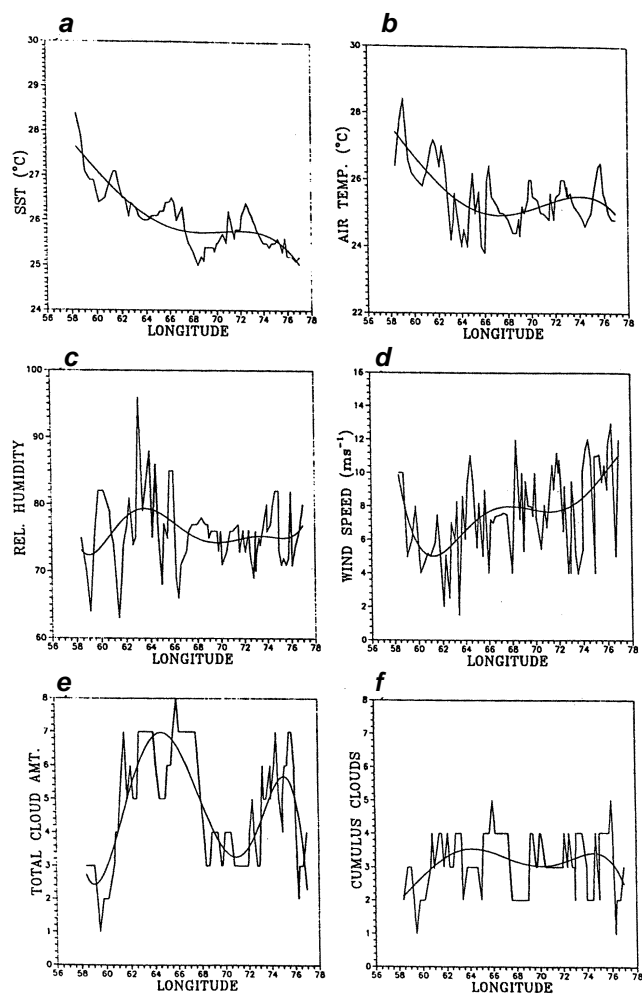 a
30
29
28
27
26
25
24
SST (°C)
56 58 60 62 64 66 68 70 72 74 76 78
LONGITUDE
b
30
28
26
24
22
AIR TEMP. (°C)
56 58 60 62 64 66 68 70 72 74 76 78
LONGITUDE
c
100
90
80
70
60
REL. HUMIDITY
56 58 60 62 64 66 68 70 72 74 76 78
LONGITUDE
d
16
14
12
10
8
6
4
2
0
WIND SPEED (ms⁻¹)
56 58 60 62 64 66 68 70 72 74 76 78
LONGITUDE
e
8
7
6
5
4
3
2
1
0
TOTAL CLOUD AMT.
56 58 60 62 64 66 68 70 72 74 76 78
LONGITUDE
f
8
7
6
5
4
3
2
1
0
CUMULUS CLOUDS
56 58 60 62 64 66 68 70 72 74 76 78
LONGITUDE